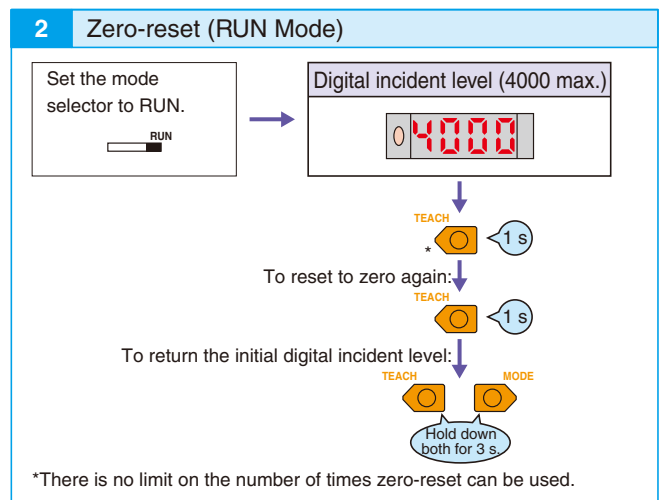 2 Zero-reset (RUN Mode)
Set the mode
selector to RUN.
RUN
Digital incident level (4000 max.)
4000
TEACH
* 1 s
To reset to zero again:
TEACH
1 s
To return the initial digital incident level:
TEACH MODE
Hold down
both for 3 s.
*There is no limit on the number of times zero-reset can be used.